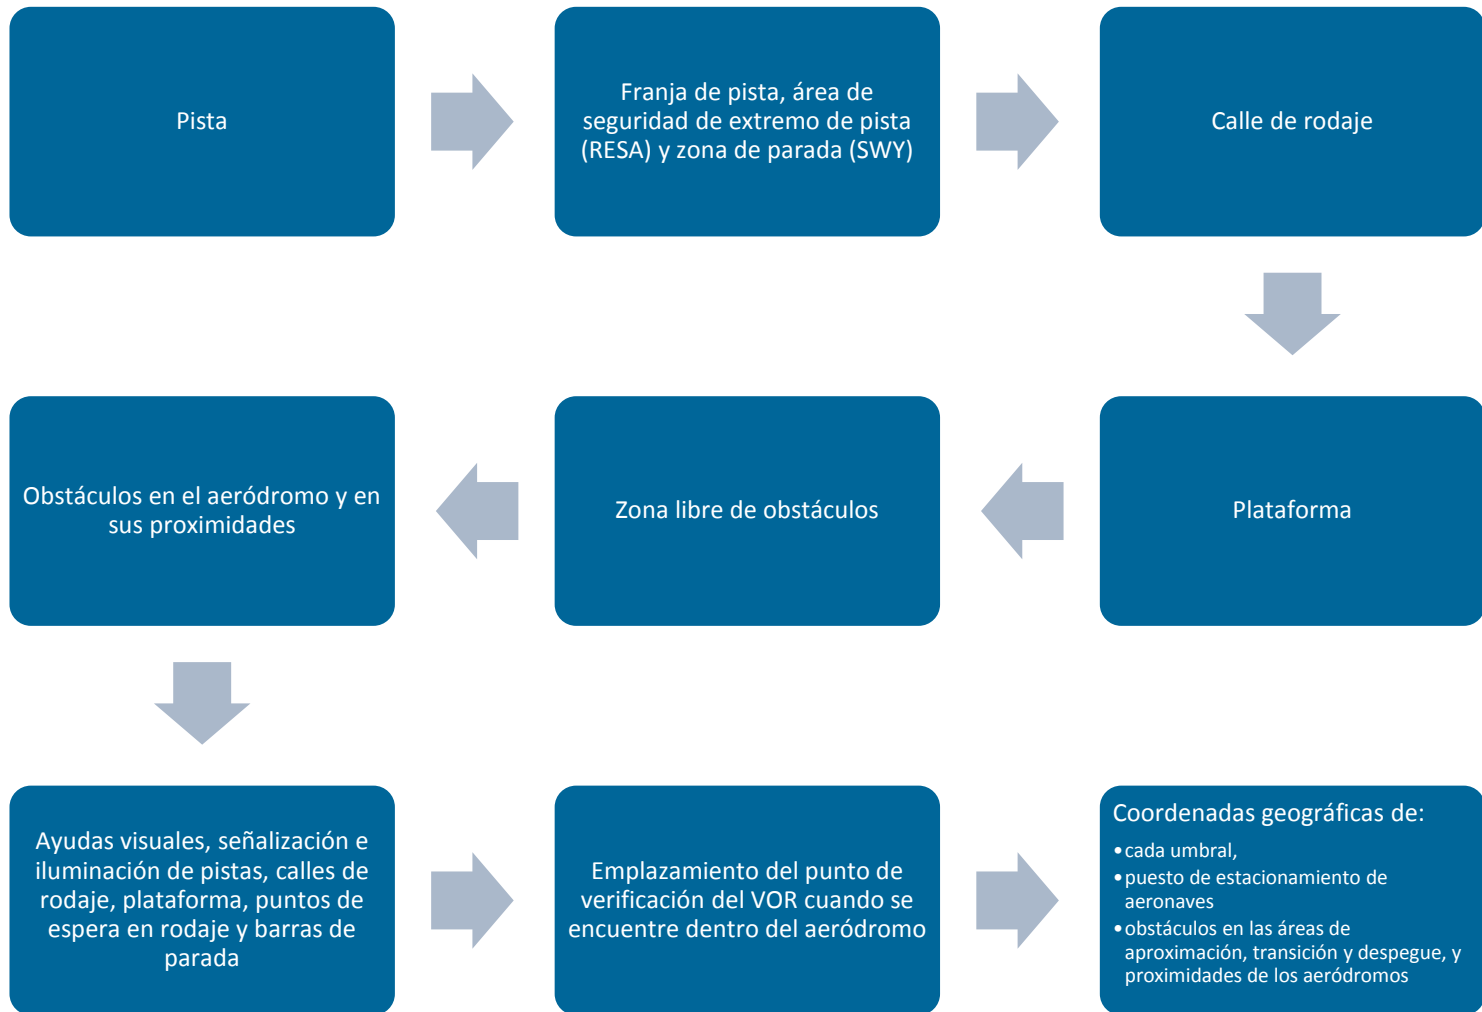 Pista
Franja de pista, área de
seguridad de extremo de pista
(RESA) y zona de parada (SWY)
Calle de rodaje
Plataforma
Zona libre de obstáculos
Obstáculos en el aeródromo y en
sus proximidades
Ayudas visuales, señalización e
iluminación de pistas, calles de
rodaje, plataforma, puntos de
espera en rodaje y barras de
parada
Emplazamiento del punto de
verificación del VOR cuando se
encuentre dentro del aeródromo
Coordenadas geográficas de:
•cada umbral,
•puesto de estacionamiento de
aeronaves
•obstáculos en las áreas de
aproximación, transición y despegue, y
proximidades de los aeródromos